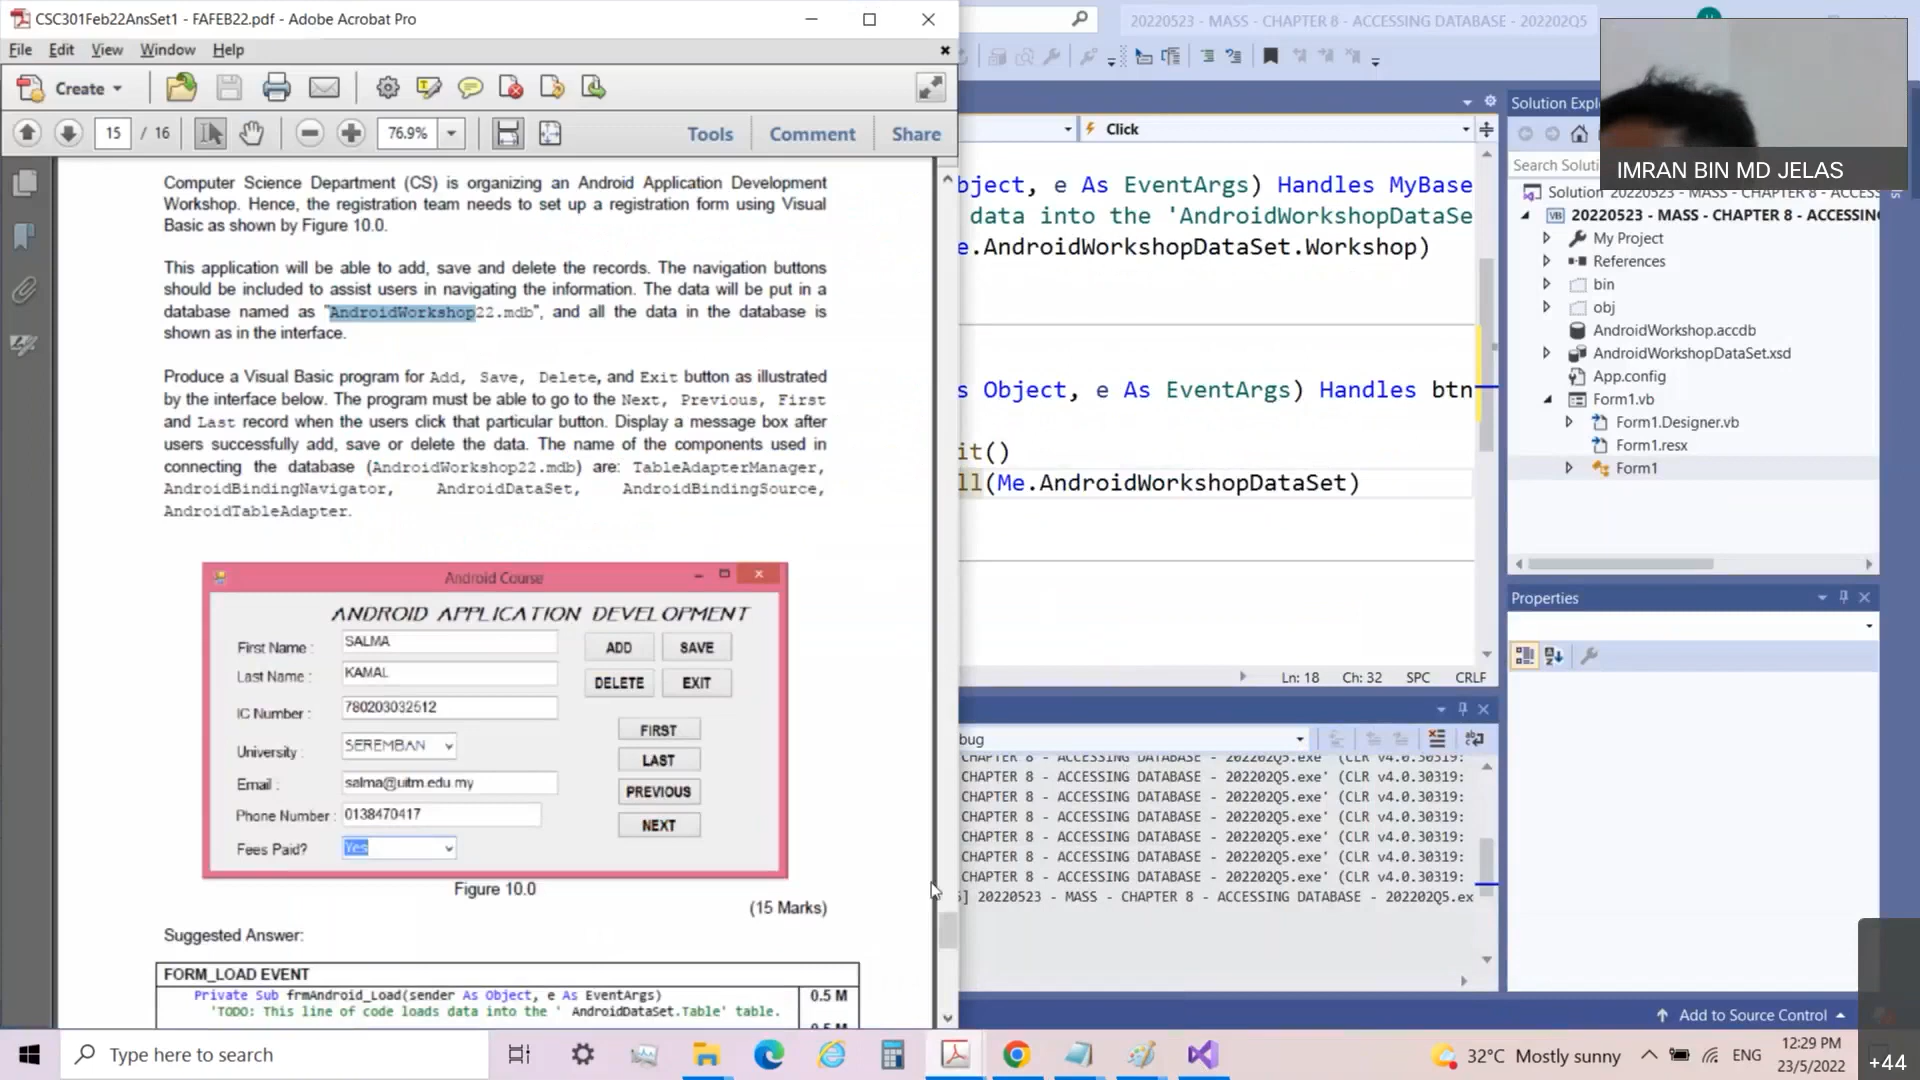 CSC301Feb22AnsSet1 - FAFEB22.pdf - Adobe Acrobat Pro
File Edit View Window Help
Create
15 / 16 76.9% Tools Comment Share
Computer Science Department (CS) is organizing an Android Application Development
Workshop. Hence, the registration team needs to set up a registration form using Visual
Basic as shown by Figure 10.0.
This application will be able to add, save and delete the records. The navigation buttons
should be included to assist users in navigating the information. The data will be put in a
database named as "AndroidWorkshop22.mdb", and all the data in the database is
shown as in the interface.
Produce a Visual Basic program for Add, Save, Delete, and Exit button as illustrated
by the interface below. The program must be able to go to the Next, Previous, First
and Last record when the users click that particular button. Display a message box after
users successfully add, save or delete the data. The name of the components used in
connecting the database (AndroidWorkshop22.mdb) are: TableAdapterManager,
AndroidBindingNavigator, AndroidDataSet, AndroidBindingSource,
AndroidTableAdapter.
Android Course
ANDROID APPLICATION DEVELOPMENT
First Name : SALMA ADD SAVE
Last Name : KAMAL DELETE EXIT
IC Number : 780203032512
University : SEREMBAN
Email : salma@uitm.edu.my
Phone Number : 0138470417
Fees Paid? Yes
FIRST
LAST
PREVIOUS
NEXT
Figure 10.0
(15 Marks)
Suggested Answer:
FORM_LOAD EVENT
Private Sub frmAndroid_Load(sender As Object, e As EventArgs) 0.5 M
'TODO: This line of code loads data into the ' AndroidDataSet.Table' table.
0.5 M
20220523 - MASS - CHAPTER 8 - ACCESSING DATABASE - 202202Q5
Click
bject, e As EventArgs) Handles MyBase
data into the 'AndroidWorkshopDataSe
e.AndroidWorkshopDataSet.Workshop)
s Object, e As EventArgs) Handles btn
it()
ll(Me.AndroidWorkshopDataSet)
Ln: 18 Ch: 32 SPC CRLF
bug
CHAPTER 8 - ACCESSING DATABASE - 202202Q5.exe' (CLR v4.0.30319:
CHAPTER 8 - ACCESSING DATABASE - 202202Q5.exe' (CLR v4.0.30319:
CHAPTER 8 - ACCESSING DATABASE - 202202Q5.exe' (CLR v4.0.30319:
CHAPTER 8 - ACCESSING DATABASE - 202202Q5.exe' (CLR v4.0.30319:
CHAPTER 8 - ACCESSING DATABASE - 202202Q5.exe' (CLR v4.0.30319:
CHAPTER 8 - ACCESSING DATABASE - 202202Q5.exe' (CLR v4.0.30319:
CHAPTER 8 - ACCESSING DATABASE - 202202Q5.exe' (CLR v4.0.30319:
] 20220523 - MASS - CHAPTER 8 - ACCESSING DATABASE - 202202Q5.ex
Solution Expl
IMRAN BIN MD JELAS
Search Soluti
Solution '20220523 - MASS - CHAPTER 8 - ACCESS
VB 20220523 - MASS - CHAPTER 8 - ACCESSIN
My Project
References
bin
obj
AndroidWorkshop.accdb
AndroidWorkshopDataSet.xsd
App.config
Form1.vb
Form1.Designer.vb
Form1.resx
Form1
Properties
Add to Source Control
Type here to search
32°C Mostly sunny ENG 12:29 PM
23/5/2022
+44